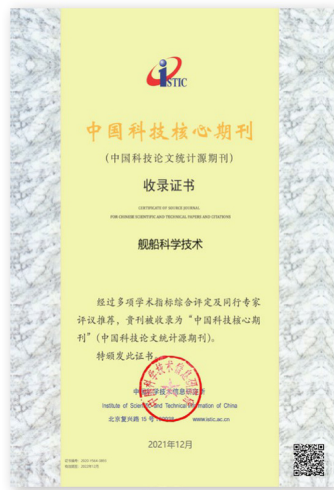 iSTIC
中国科技核心期刊
(中国科技论文统计源期刊)
收录证书
CERTIFICATE OF SOURCE JOURNAL
FOR CHINESE SCIENTIFIC AND TECHNICAL PAPERS AND CITATIONS
舰船科学技术
经过多项学术指标综合评定及同行专家
评议推荐,贵刊被收录为“中国科技核心期
刊”(中国科技论文统计源期刊)。
特颁发此证书。
中国科学技术信息研究所
Institute of Scientific and Technical Information of China
北京复兴路 15 号 100038 www.istic.ac.cn
2021年12月